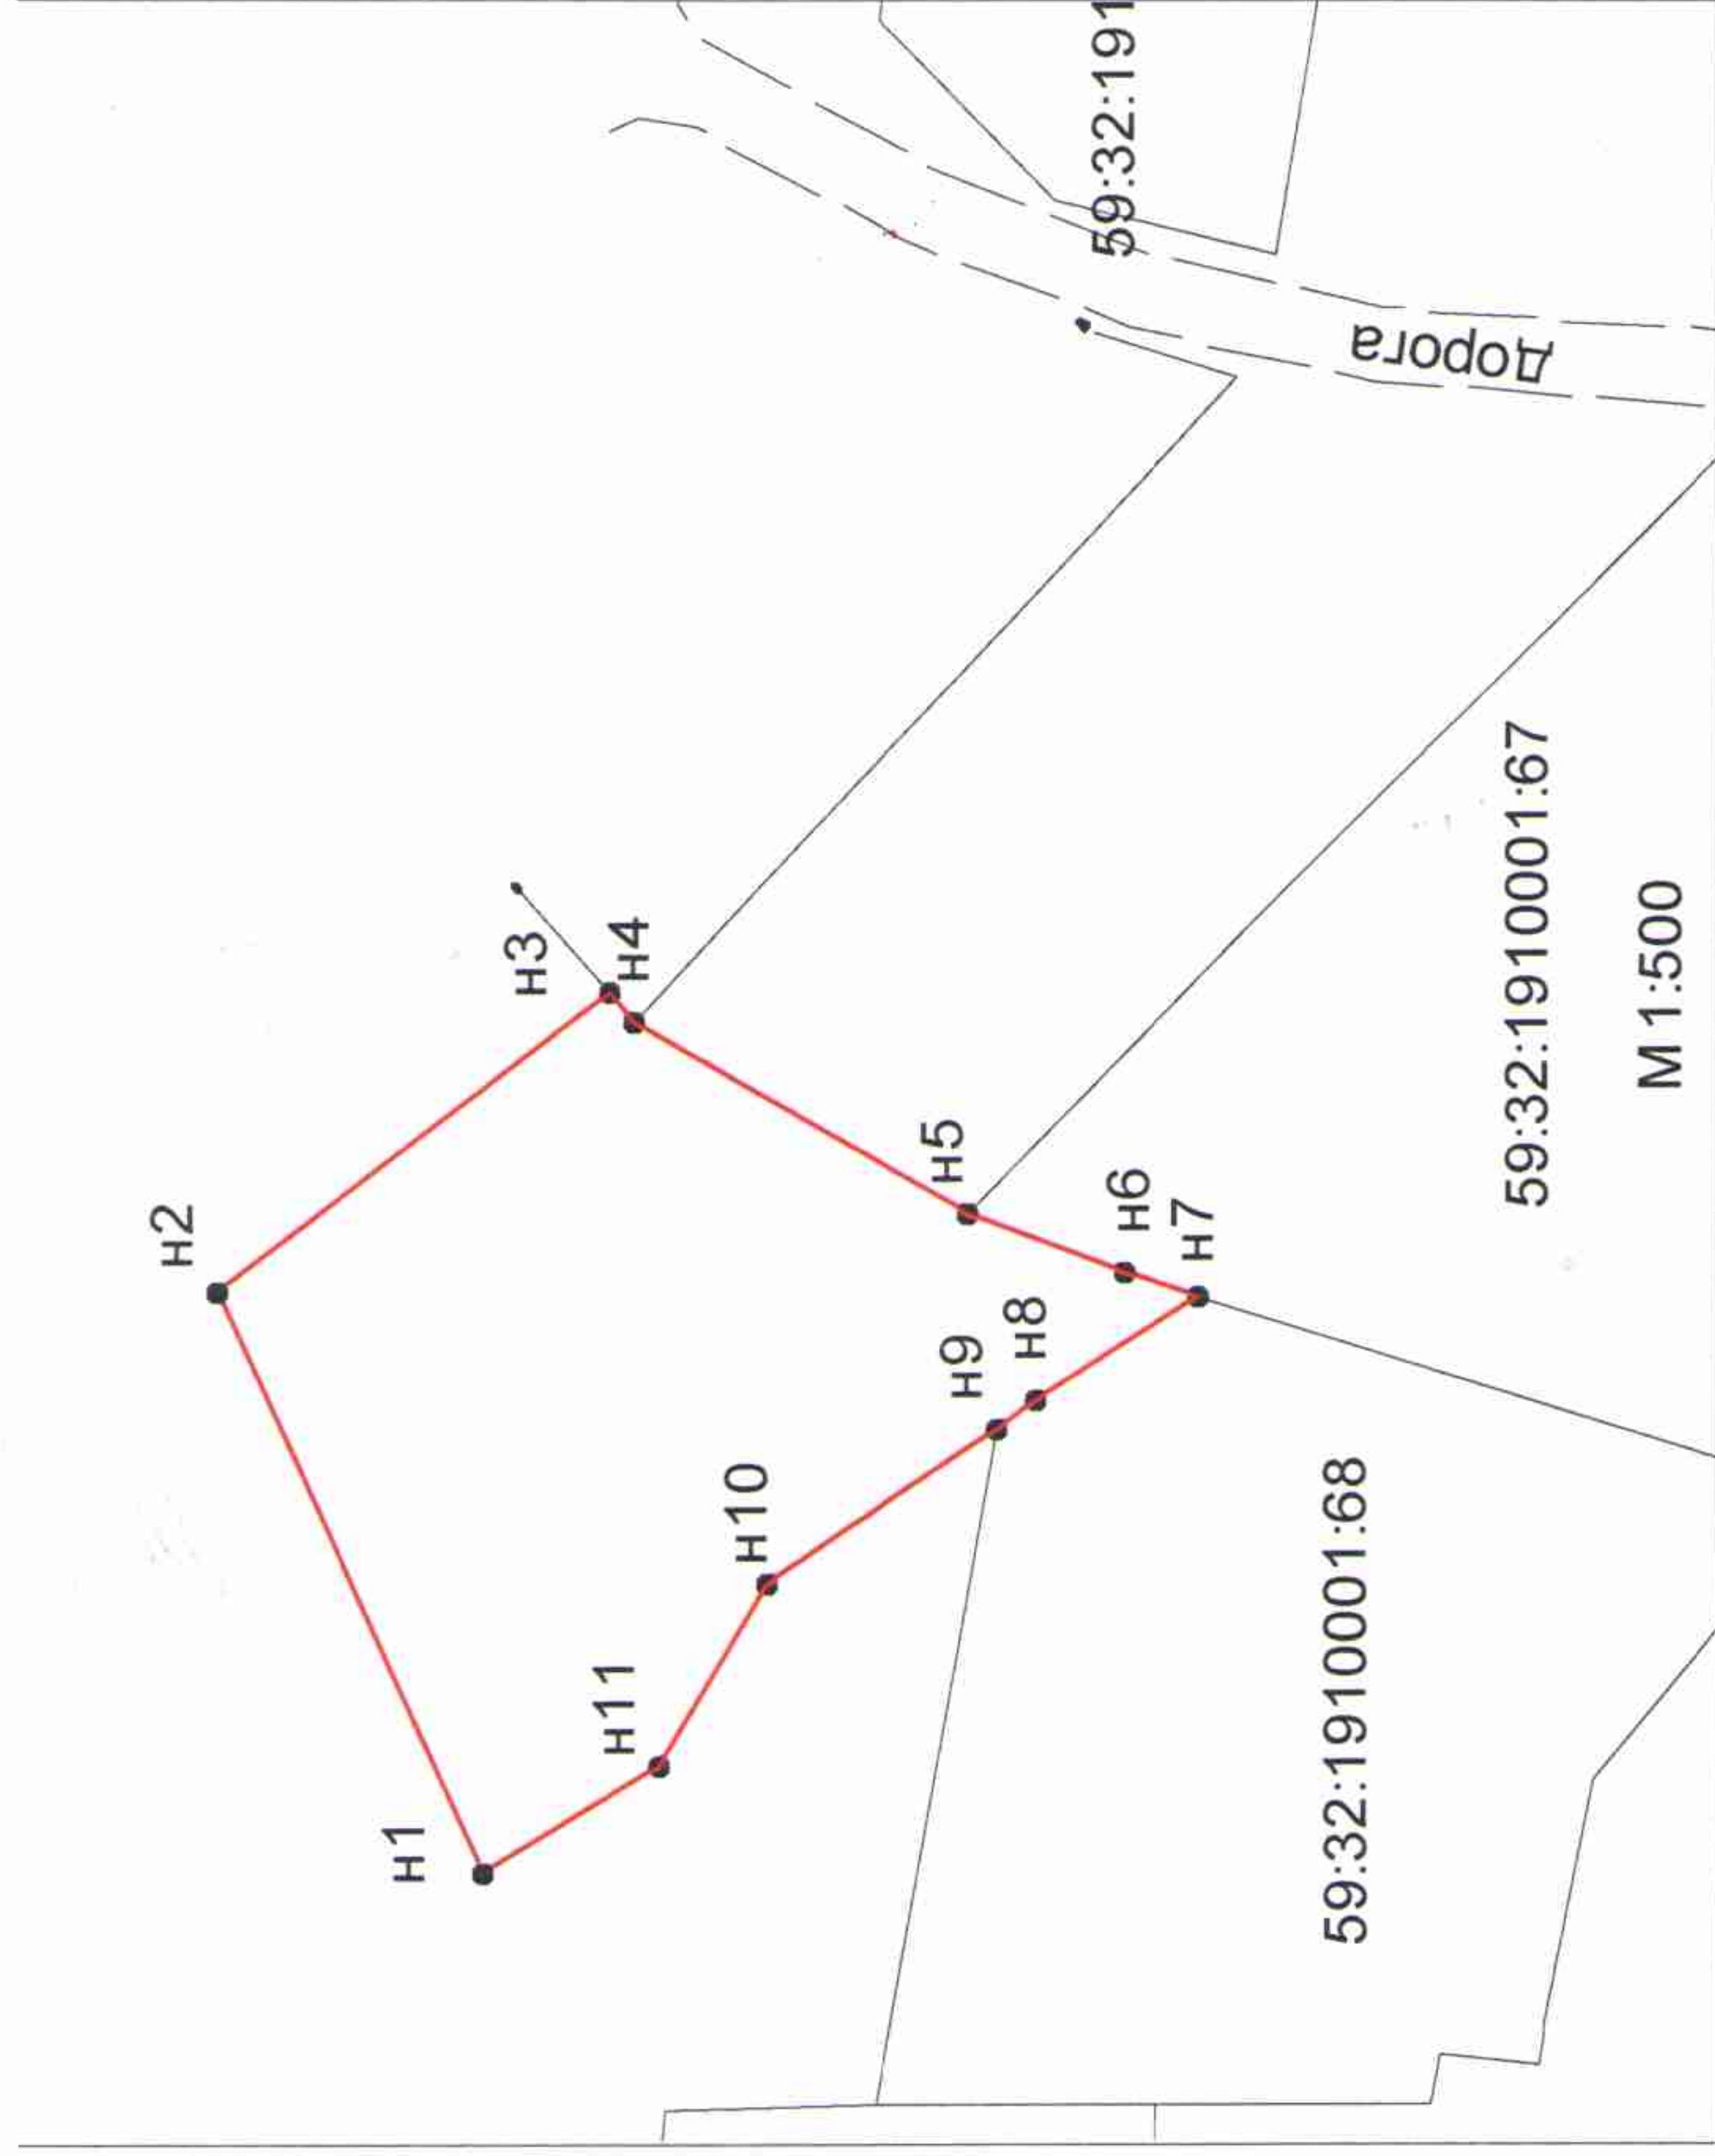 н1
н2
н3
н4
н5
н6
н7
н8
н9
н10
н11
59:32:191
дорога
59:32:1910001:67
59:32:1910001:68
М 1:500